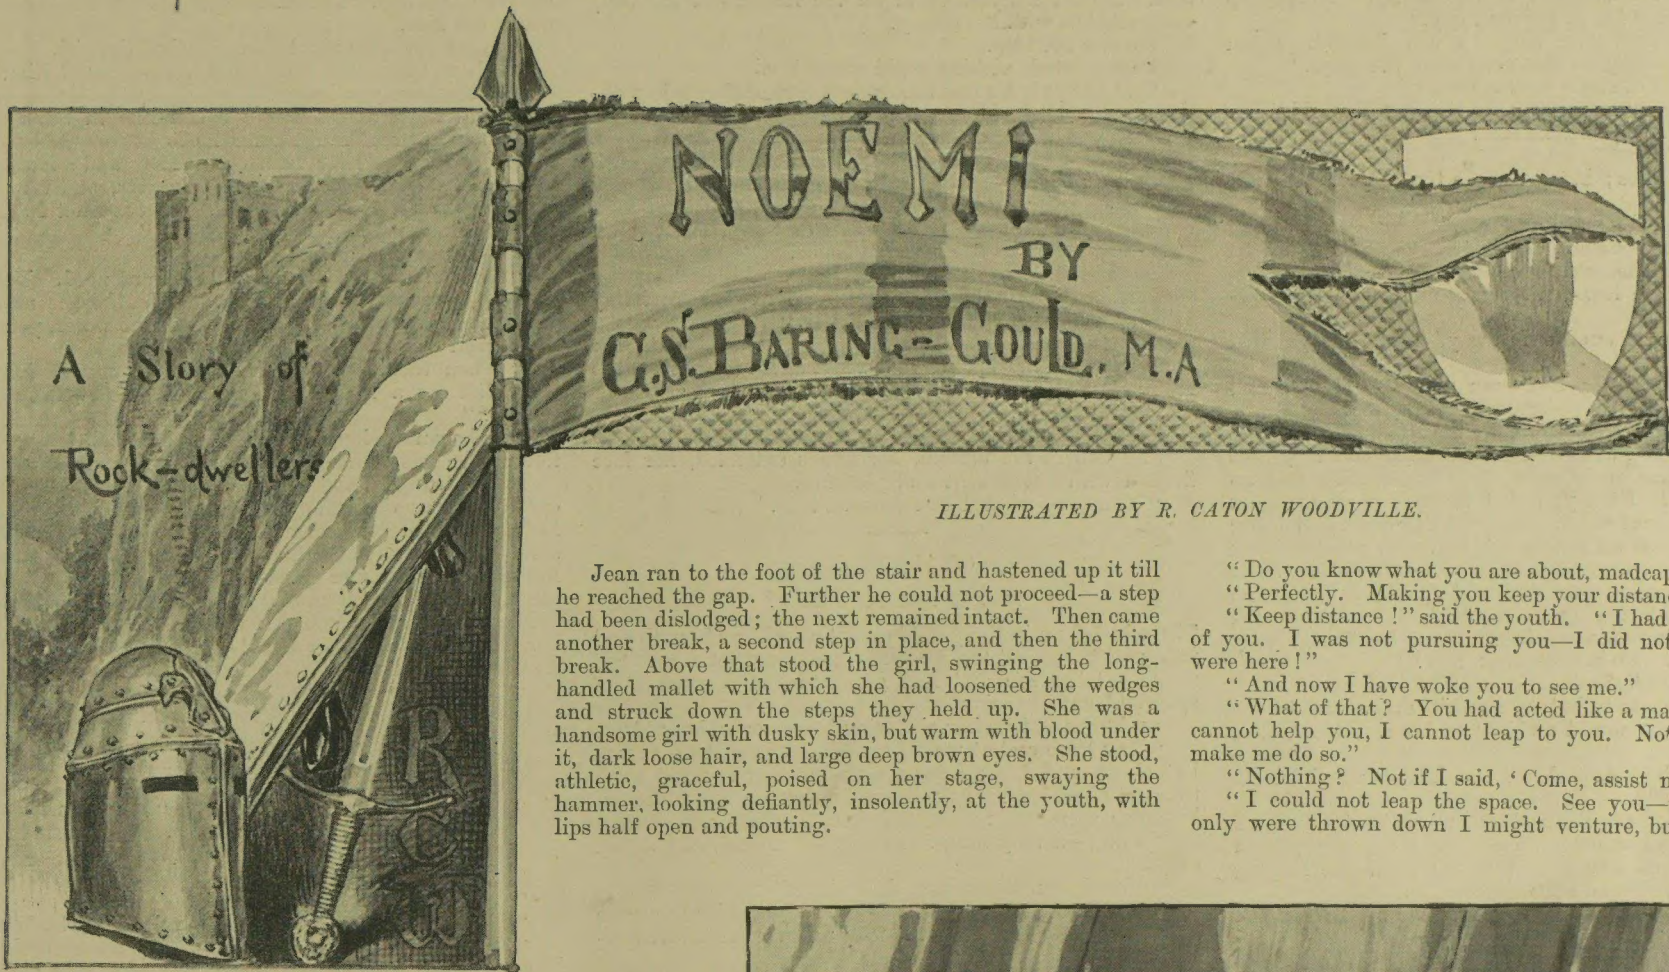 NOÉMI
BY
G.S. BARING-GOULD, M.A
A Story of
Rock-dwellers
RCW
ILLUSTRATED BY R. CATON WOODVILLE.
Jean ran to the foot of the stair and hastened up it till
he reached the gap. Further he could not proceed—a step
had been dislodged; the next remained intact. Then came
another break, a second step in place, and then the third
break. Above that stood the girl, swinging the long-
handled mallet with which she had loosened the wedges
and struck down the steps they held up. She was a
handsome girl with dusky skin, but warm with blood under
it, dark loose hair, and large deep brown eyes. She stood,
athletic, graceful, poised on her stage, swaying the
hammer, looking defiantly, insolently, at the youth, with
lips half open and pouting.
“Do you know what you are about, madcap
“Perfectly. Making you keep your distan
“Keep distance!” said the youth. “I had
of you. I was not pursuing you—I did not
were here!”
“And now I have woke you to see me.”
“What of that? You had acted like a ma
cannot help you, I cannot leap to you. Not
make me do so.”
“Nothing? Not if I said, ‘Come, assist
“I could not leap the space. See you—
only were thrown down I might venture, bu